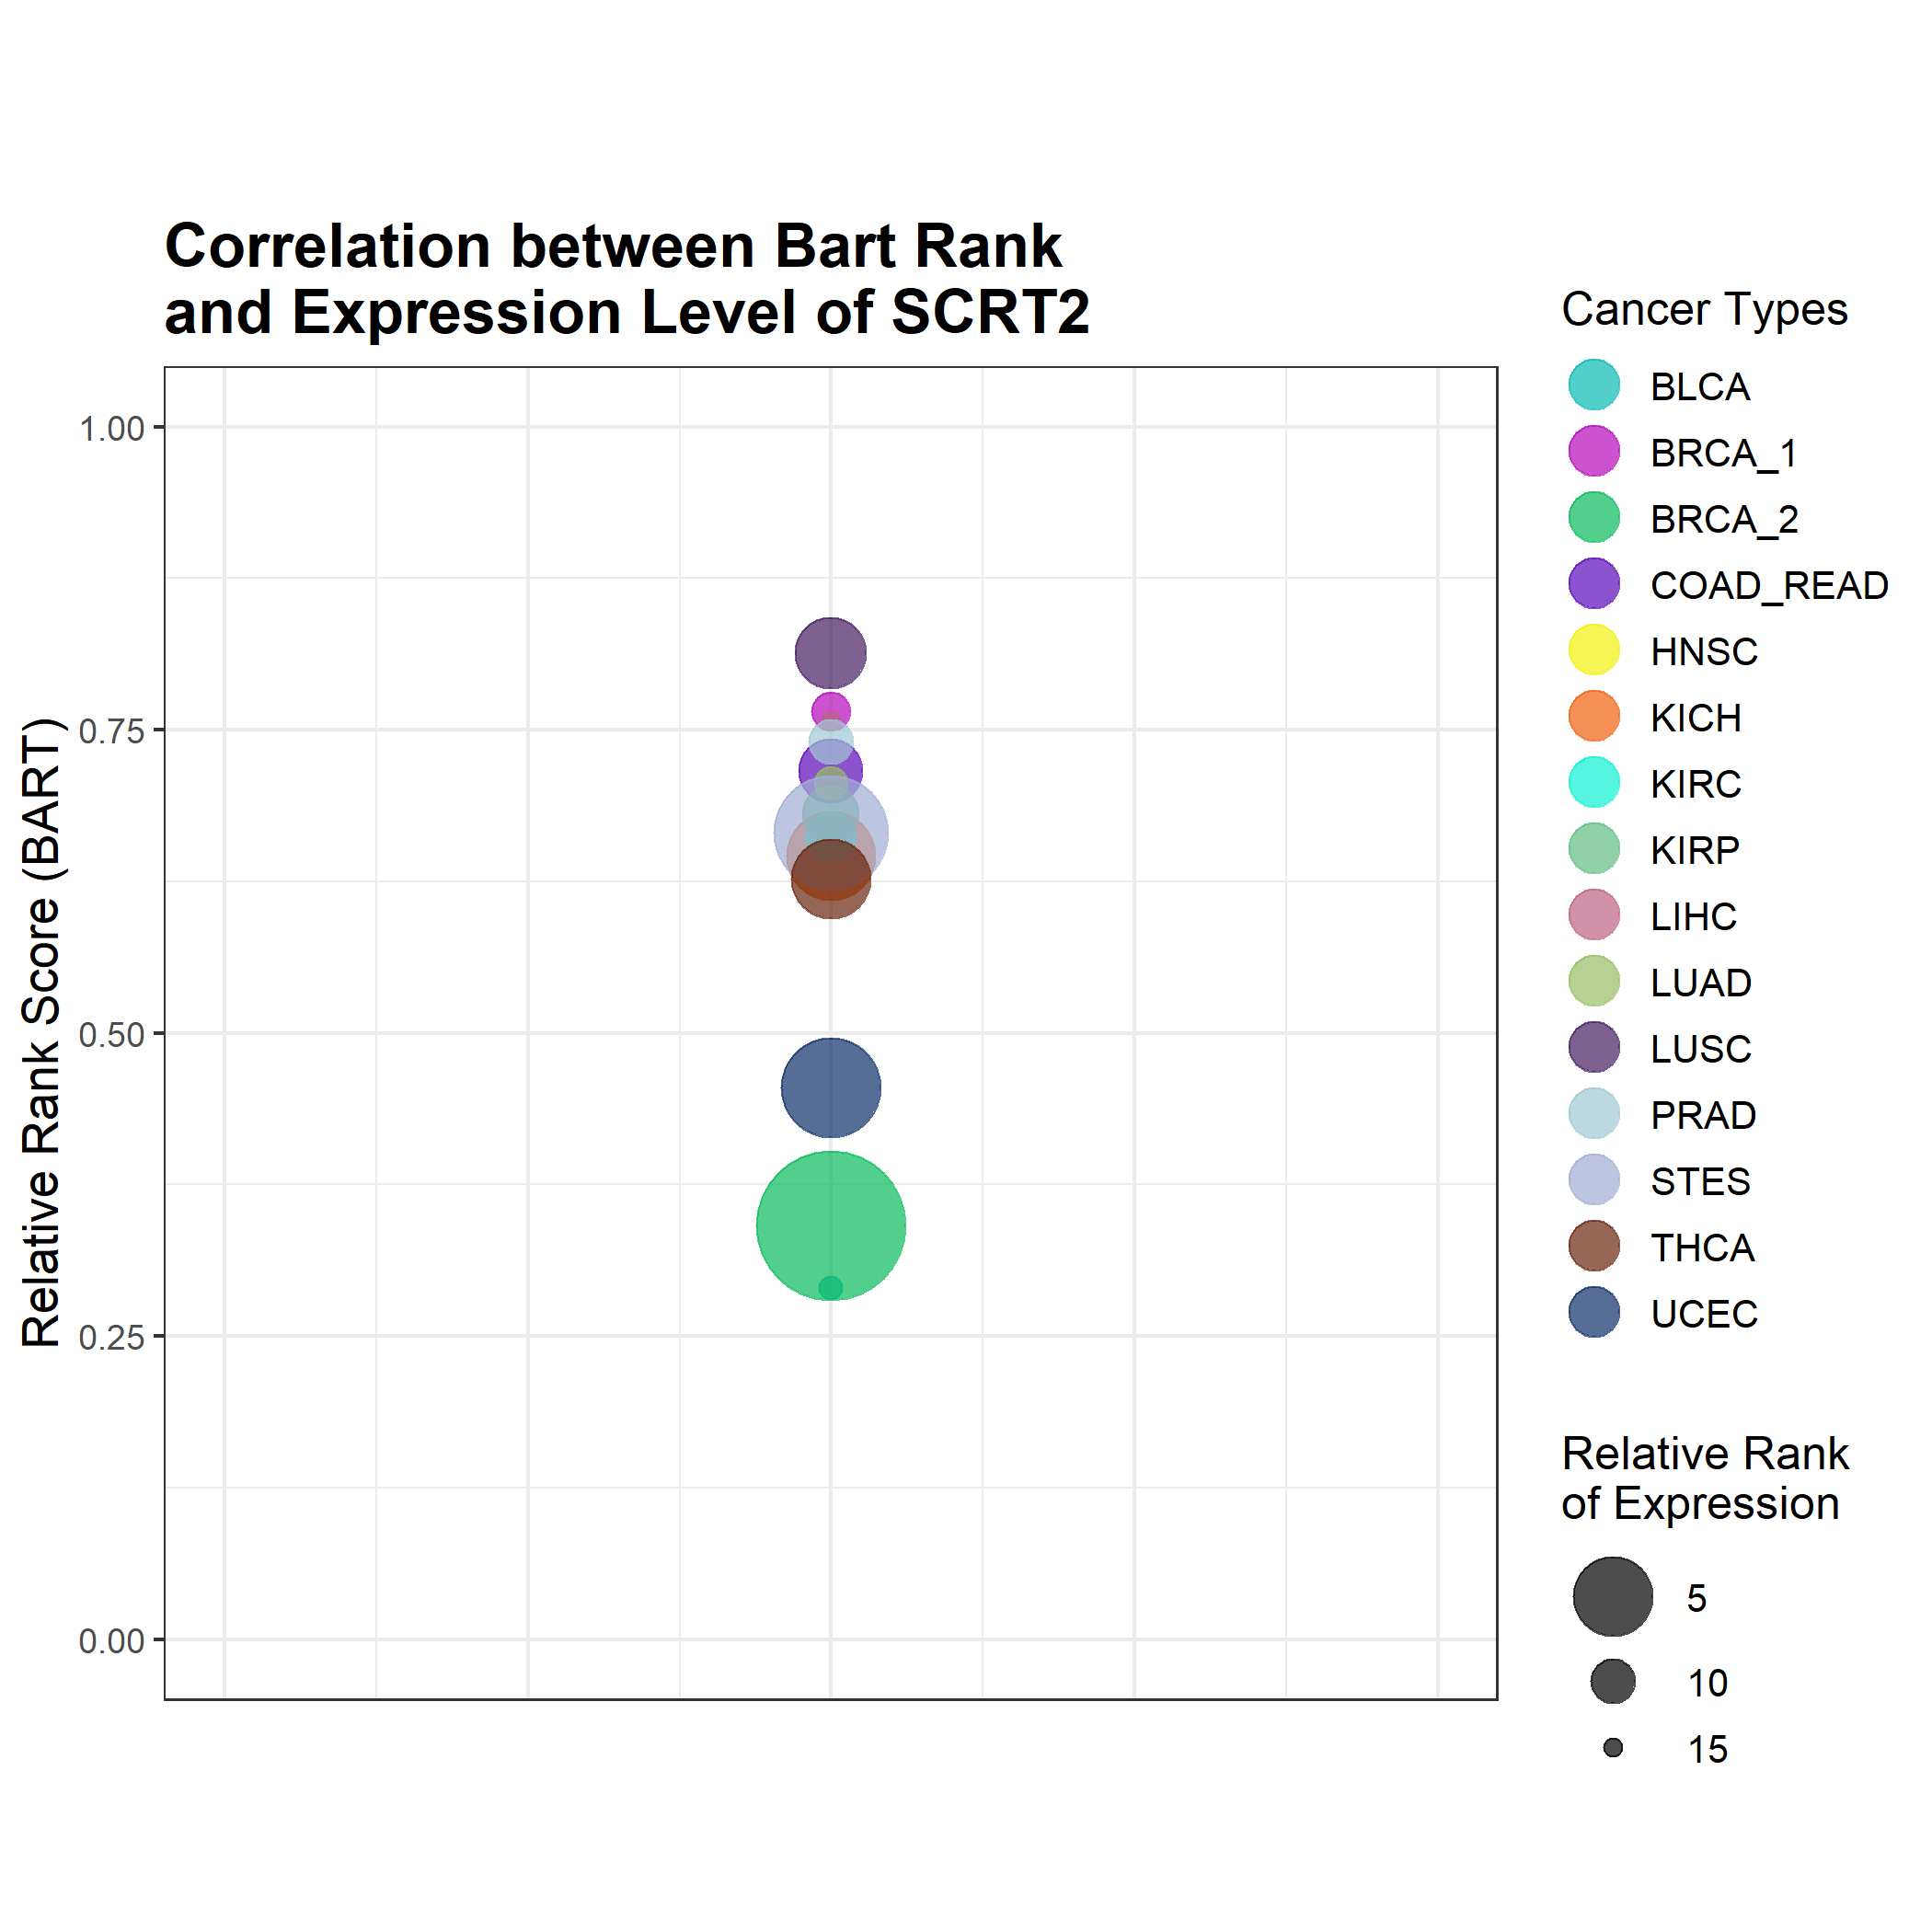 Correlation between Bart Rank
and Expression Level of SCRT2
Relative Rank Score (BART)
1.00
0.75
0.50
0.25
0.00
Cancer Types
BLCA
BRCA_1
BRCA_2
COAD_READ
HNSC
KICH
KIRC
KIRP
LIHC
LUAD
LUSC
PRAD
STES
THCA
UCEC
Relative Rank
of Expression
5
10
15